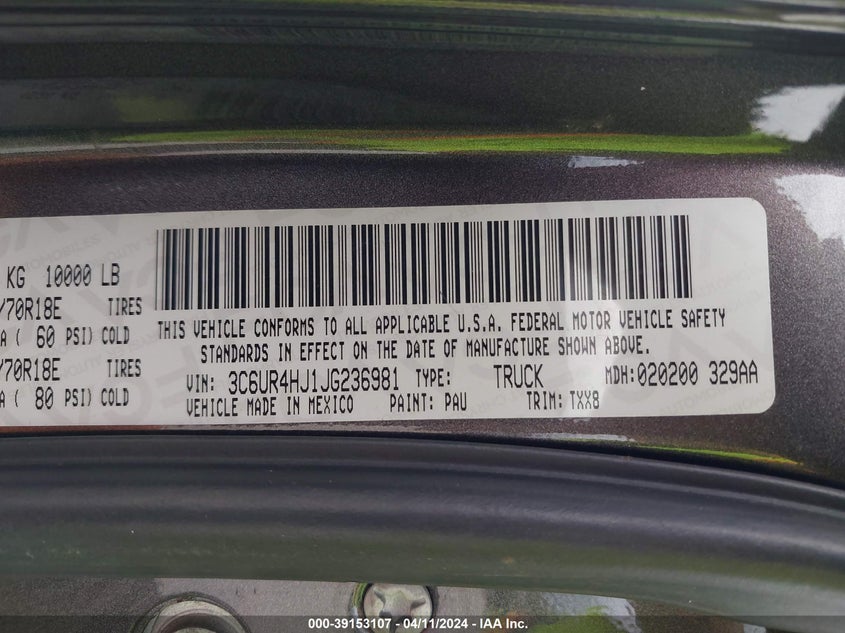 KG 10000 LB
/70R18E TIRES
A ( 60 PSI) COLD
/70R18E TIRES
A ( 80 PSI) COLD
THIS VEHICLE CONFORMS TO ALL APPLICABLE U.S.A. FEDERAL MOTOR VEHICLE SAFETY
STANDARDS IN EFFECT ON THE DATE OF MANUFACTURE SHOWN ABOVE.
VIN: 3C6UR4HJ1JG236981 TYPE: TRUCK MDH: 020200 329AA
VEHICLE MADE IN MEXICO PAINT: PAU TRIM: TXX8
000-39153107 - 04/11/2024 - IAA Inc.